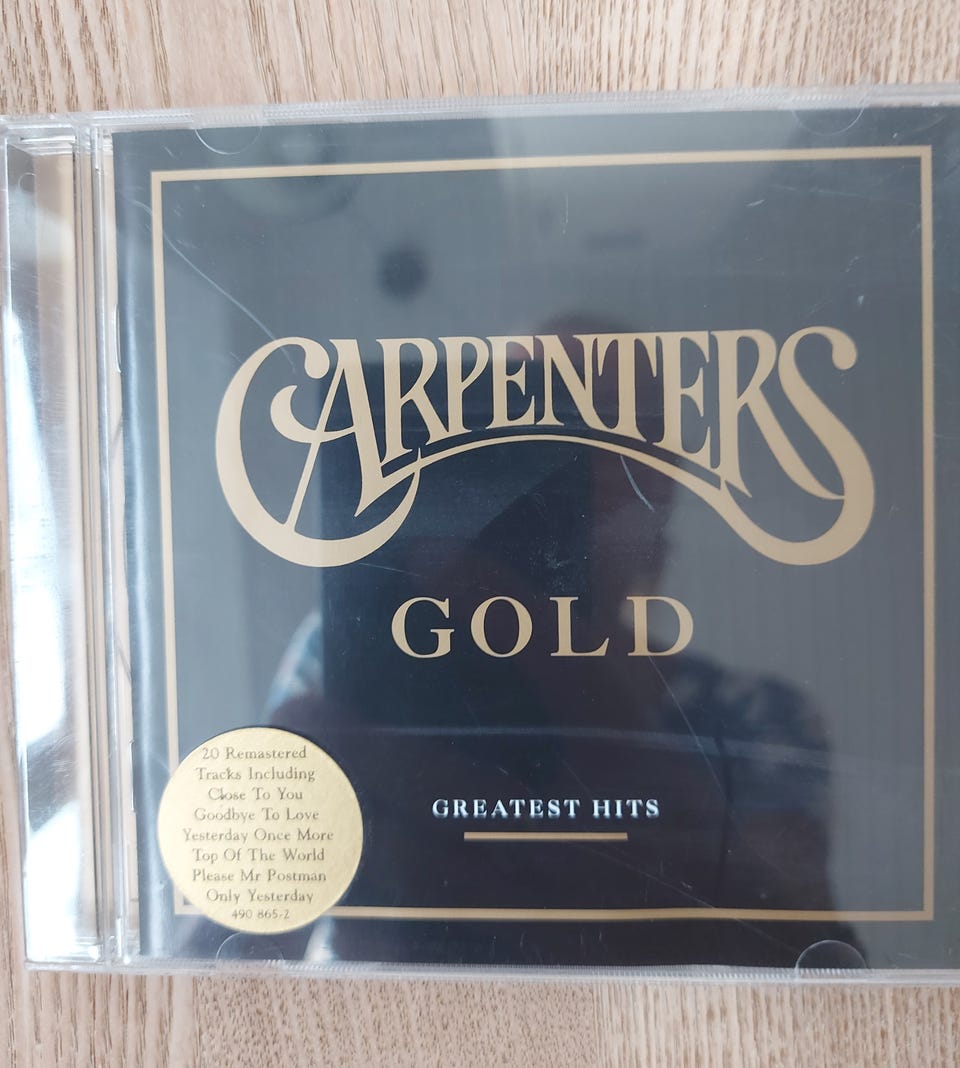 CARPENTERS
GOLD
GREATEST HITS
20 Remastered
Tracks Including
Close To You
Goodbye To Love
Yesterday Once More
Top Of The World
Please Mr Postman
Only Yesterday
490 865-2